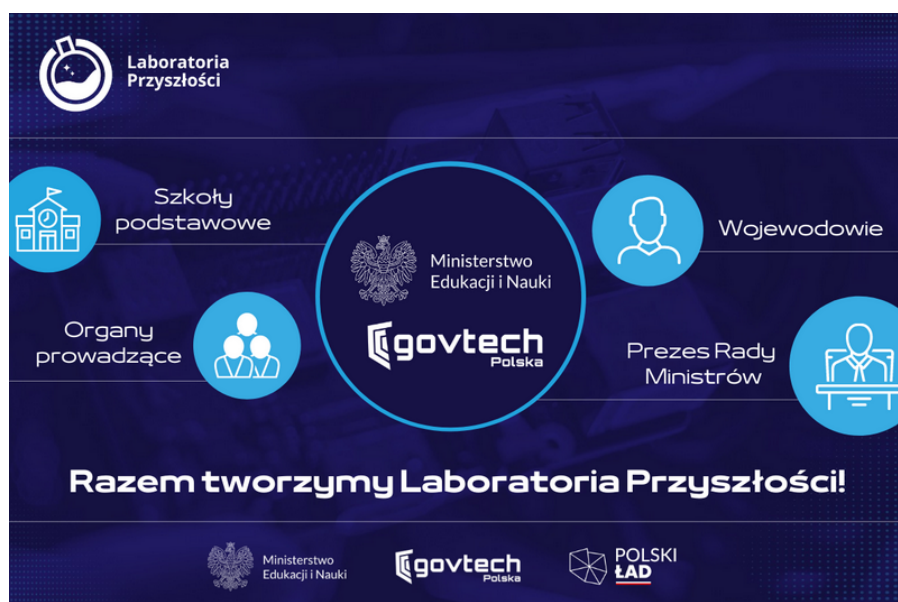 Laboratoria
Przyszłości
Szkoły
podstawowe
Organy
prowadzące
Ministerstwo
Edukacji i Nauki
govtech
Polska
Wojewodowie
Prezes Rady
Ministrów
Razem tworzymy Laboratoria Przyszłości!
Ministerstwo
Edukacji i Nauki
govtech
Polska
POLSKI
ŁAD